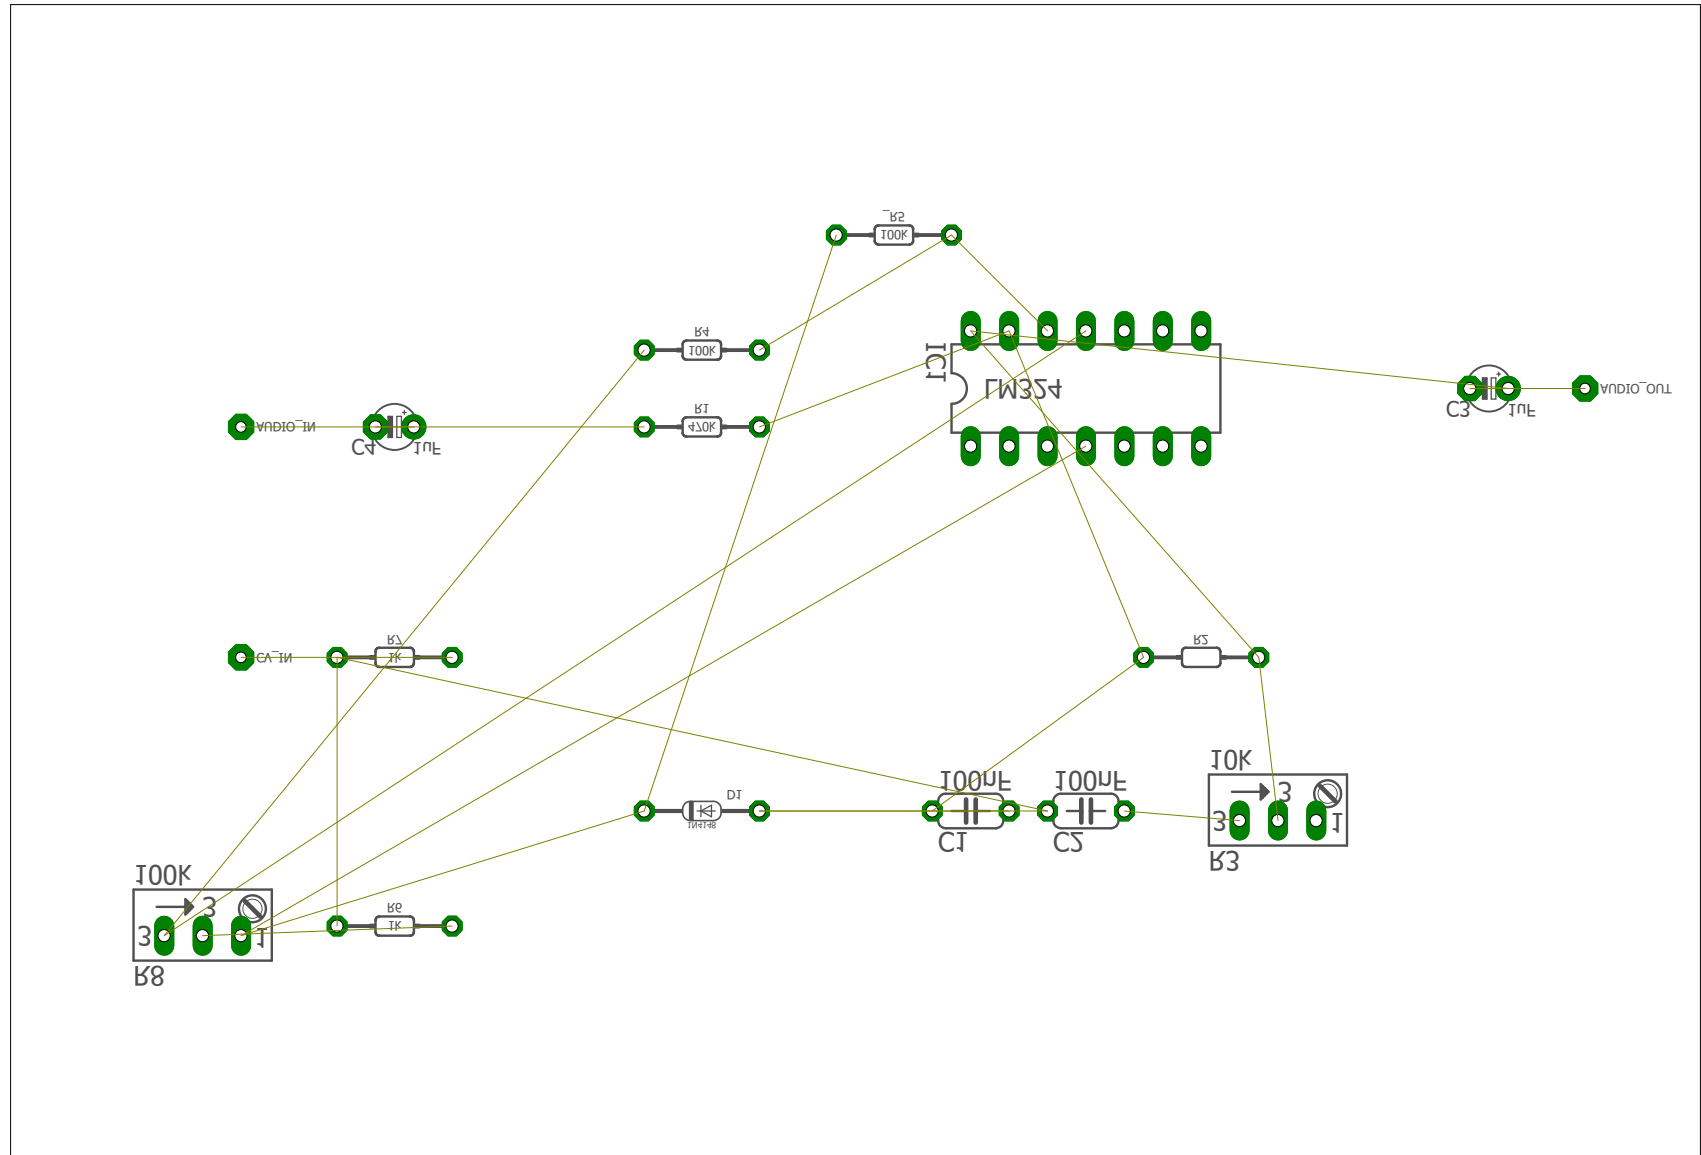 _R5
100k
R4
100k
IC1
LM324
AUDIO_IN
C4
1uF
R1
470k
C3
1uF
AUDIO_OUT
CV_IN
R7
1k
R2
D1
1N4148
100nF
C1
100nF
C2
10k
3
3
1
R3
100k
3
3
1
R8
R6
1k